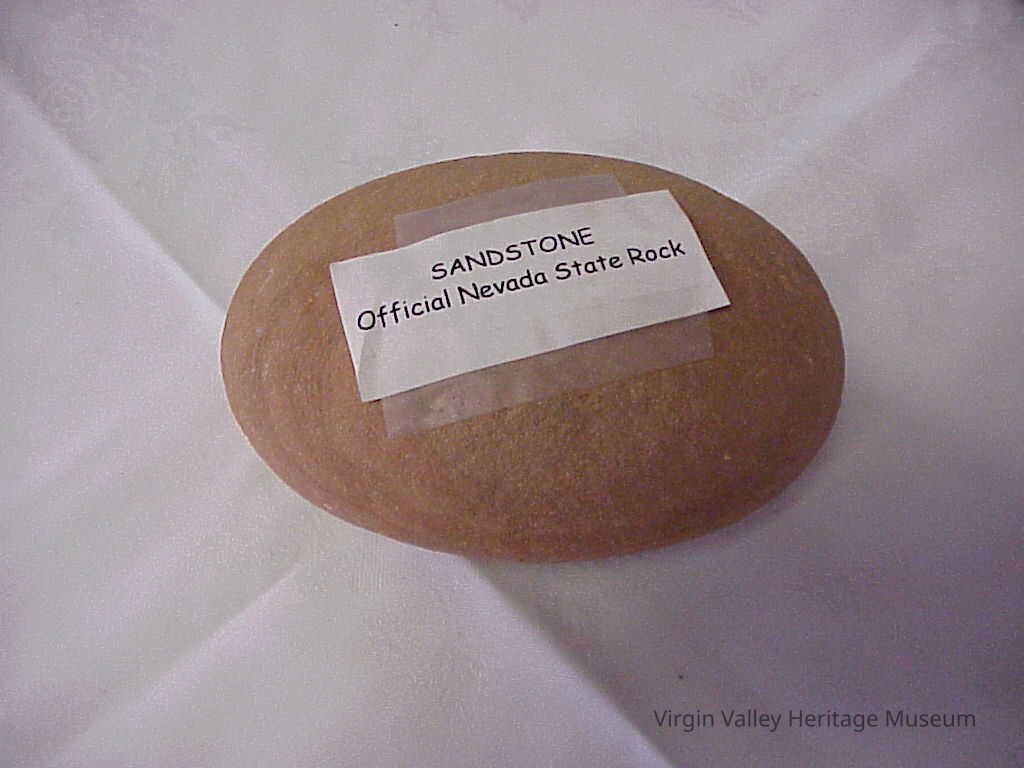 SANDSTONE
Official Nevada State Rock
Virgin Valley Heritage Museum